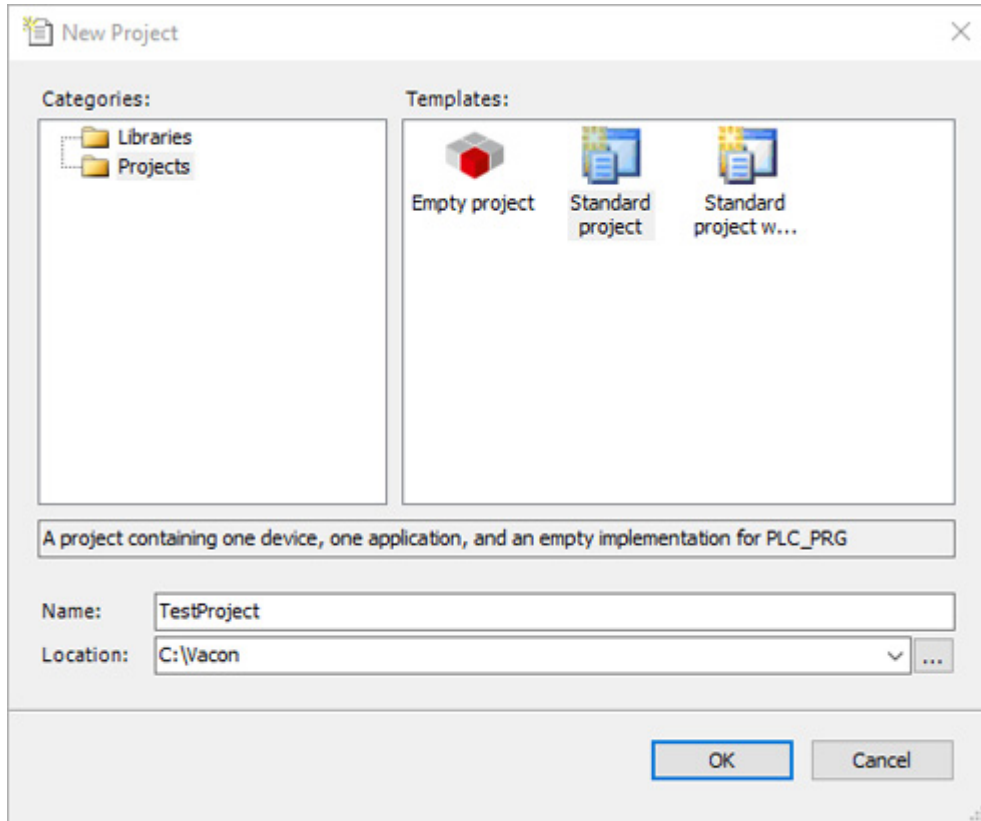 New Project
Categories:
Templates:
Libraries
Projects
Empty project
Standard
project
Standard
project w...
A project containing one device, one application, and an empty implementation for PLC_PRG
Name:
TestProject
Location:
C:\Vacon
...
OK
Cancel